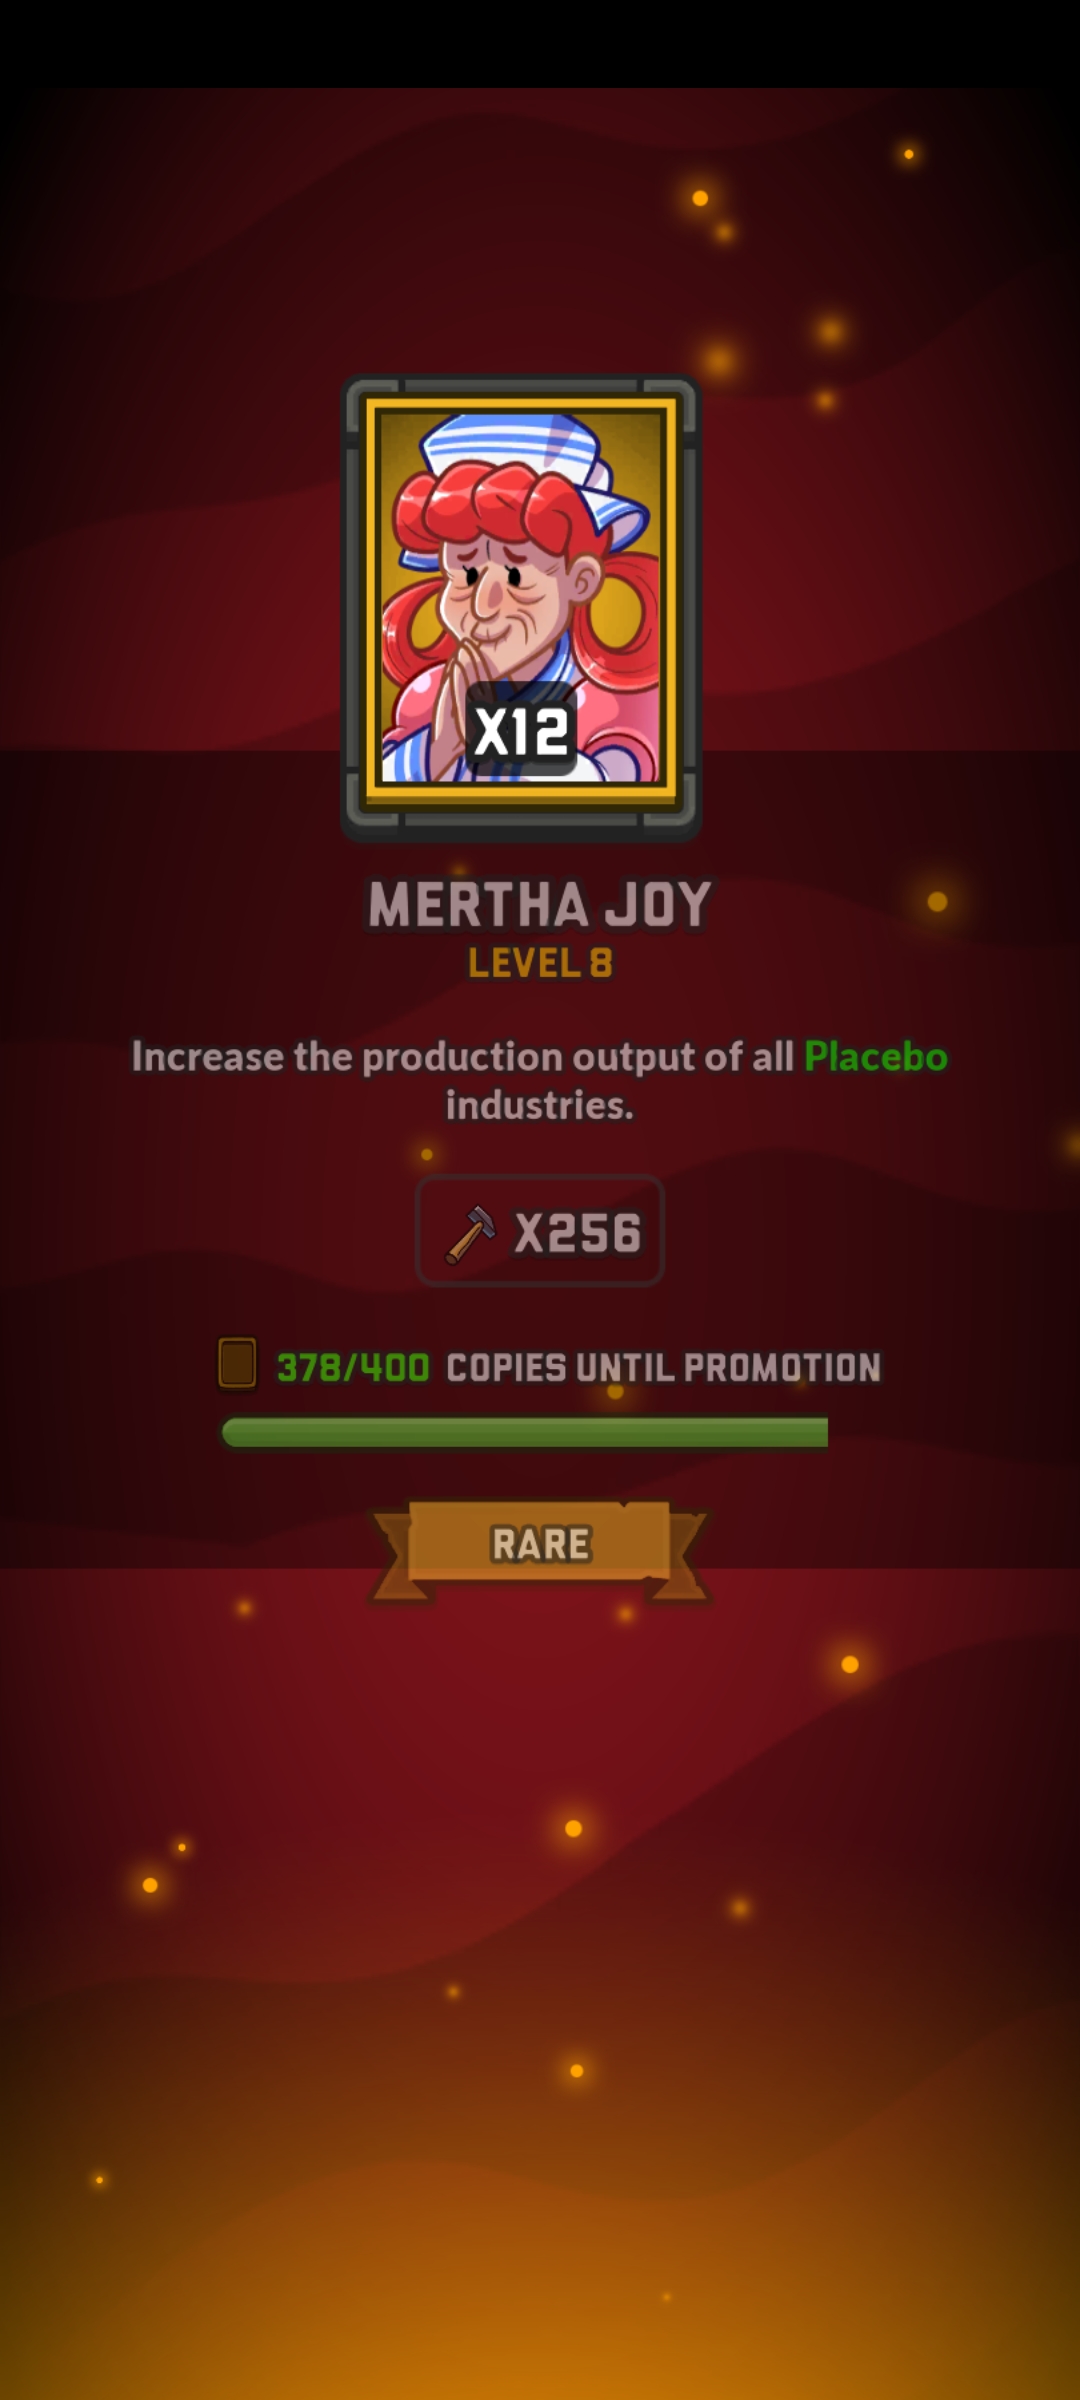 X12
MERTHA JOY
LEVEL 8
Increase the production output of all Placebo
industries.
X256
378/400 COPIES UNTIL PROMOTION
RARE